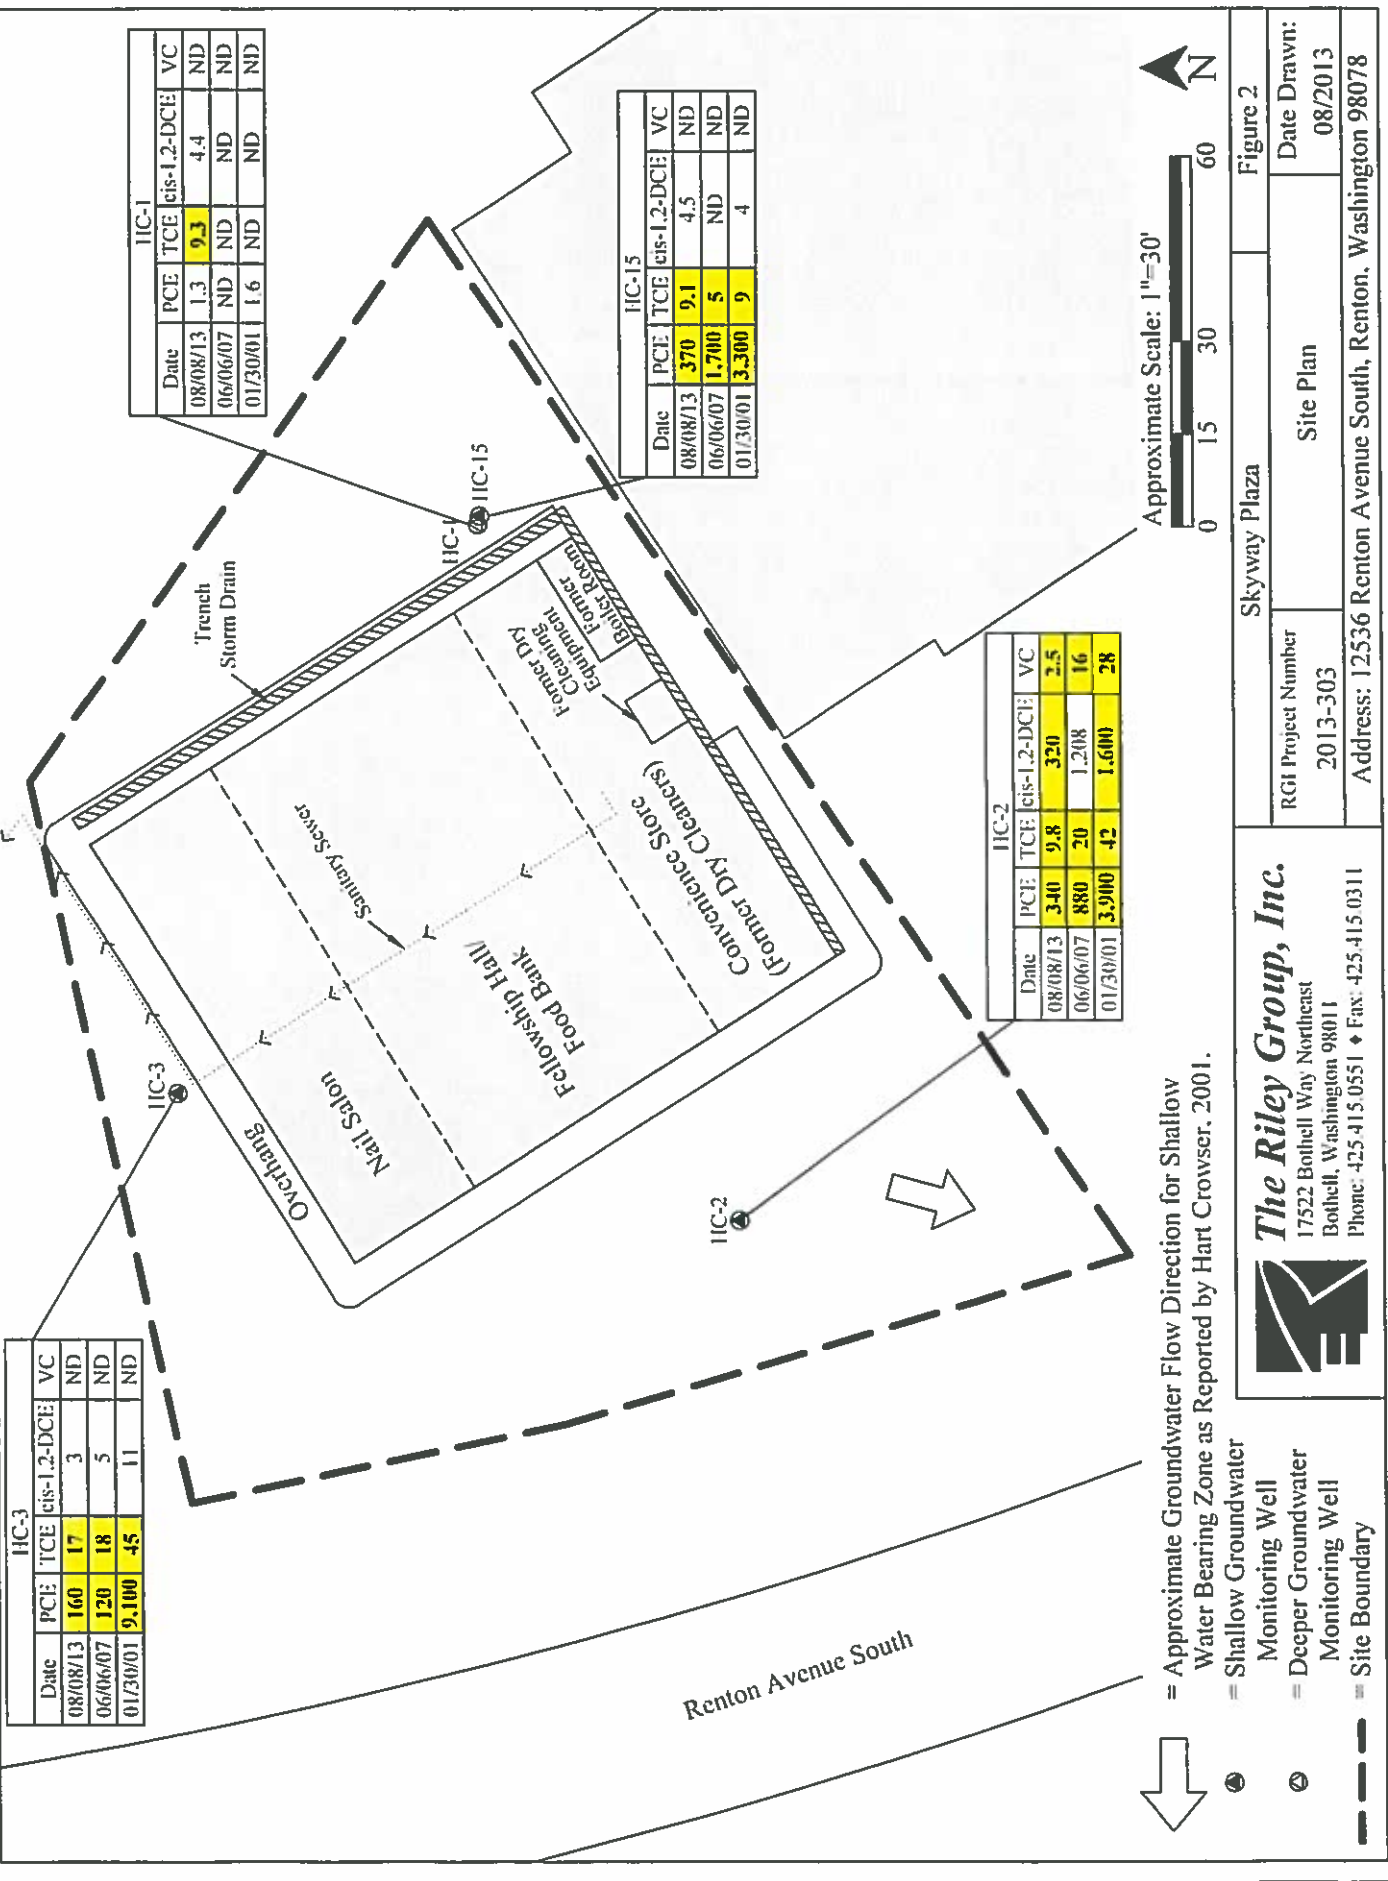 HC-3
Date PCE TCE cis-1,2-DCE VC
08/08/13 160 17 3 ND
06/06/07 120 18 5 ND
01/30/01 9,100 45 11 ND
HC-1
Date PCE TCE cis-1,2-DCE VC
08/08/13 1.3 9.3 4.4 ND
06/06/07 ND ND ND ND
01/30/01 1.6 ND ND ND
HC-15
Date PCE TCE cis-1,2-DCE VC
08/08/13 370 9.1 4.5 ND
06/06/07 1,700 5 ND ND
01/30/01 3,300 9 4 ND
HC-2
Date PCE TCE cis-1,2-DCE VC
08/08/13 340 9.8 320 2.5
06/06/07 880 20 1,208 16
01/30/01 3,900 42 1,600 28
HC-3
Trench
Storm Drain
HC-1
HC-15
Overhang
Nail Salon
Sanitary Sewer
Fellowship Hall/
Food Bank
Convenience Store
(Former Dry Cleaners)
Former Dry
Cleaning
Equipment
Former
Boiler Room
HC-2
Renton Avenue South
= Approximate Groundwater Flow Direction for Shallow
Water Bearing Zone as Reported by Hart Crowser, 2001.
= Shallow Groundwater
Monitoring Well
= Deeper Groundwater
Monitoring Well
= Site Boundary
Approximate Scale: 1"=30'
0 15 30 60
N
The Riley Group, Inc.
17522 Bothell Way Northeast
Bothell, Washington 98011
Phone: 425.415.0551 ♦ Fax: 425.415.0311
Skyway Plaza
Figure 2
RGI Project Number
2013-303
Site Plan
Date Drawn:
08/2013
Address: 12536 Renton Avenue South, Renton, Washington 98078